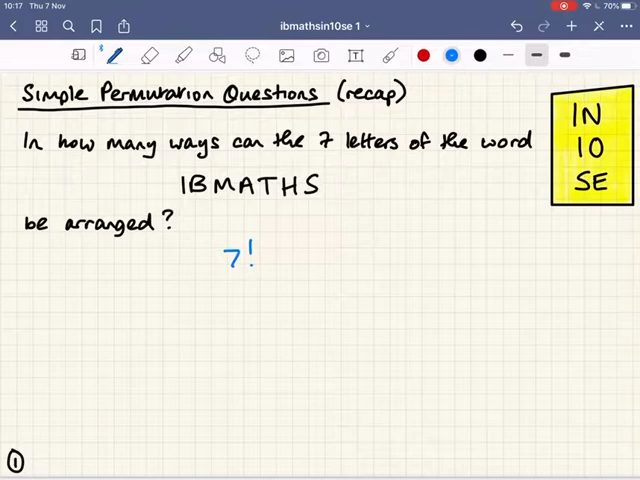 10:17 Thu 7 Nov
70%
ibmathsin10se 1
Simple Permutation Questions (recap)
In how many ways can the 7 letters of the word
IBMATHS
be arranged?
7!
IN
10
SE
1